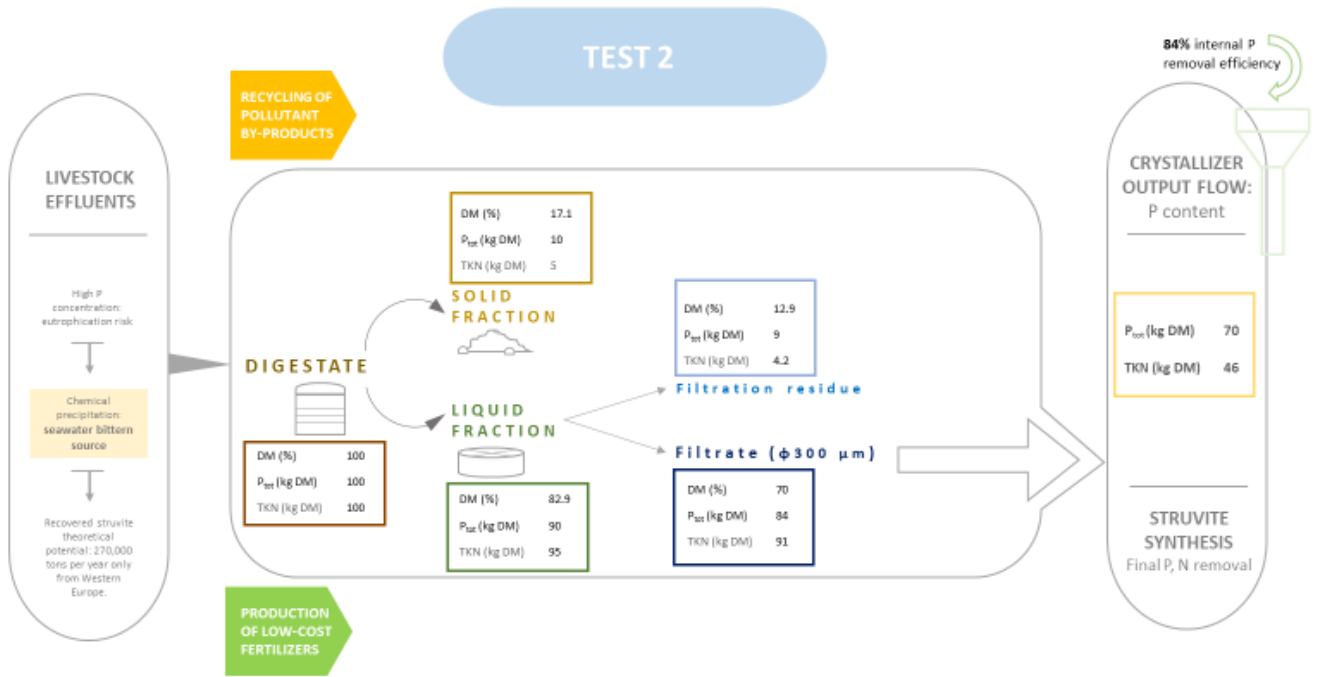 TEST 2
84% internal P
removal efficiency
RECYCLING OF
POLLUTANT
BY-PRODUCTS
LIVESTOCK
EFFLUENTS
High P
concentration:
eutrophication risk
Chemical
precipitation:
seawater bittern
source
Recovered struvite
theoretical
potential: 270,000
tons per year only
from Western
Europe.
DIGESTATE
DM (%) 100
Ptot (kg DM) 100
TKN (kg DM) 100
DM (%) 17.1
Ptot (kg DM) 10
TKN (kg DM) 5
SOLID
FRACTION
LIQUID
FRACTION
DM (%) 82.9
Ptot (kg DM) 90
TKN (kg DM) 95
DM (%) 12.9
Ptot (kg DM) 9
TKN (kg DM) 4.2
Filtration residue
Filtrate (ϕ300 µm)
DM (%) 70
Ptot (kg DM) 84
TKN (kg DM) 91
PRODUCTION
OF LOW-COST
FERTILIZERS
CRYSTALLIZER
OUTPUT FLOW:
P content
Ptot (kg DM) 70
TKN (kg DM) 46
STRUVITE
SYNTHESIS
Final P, N removal